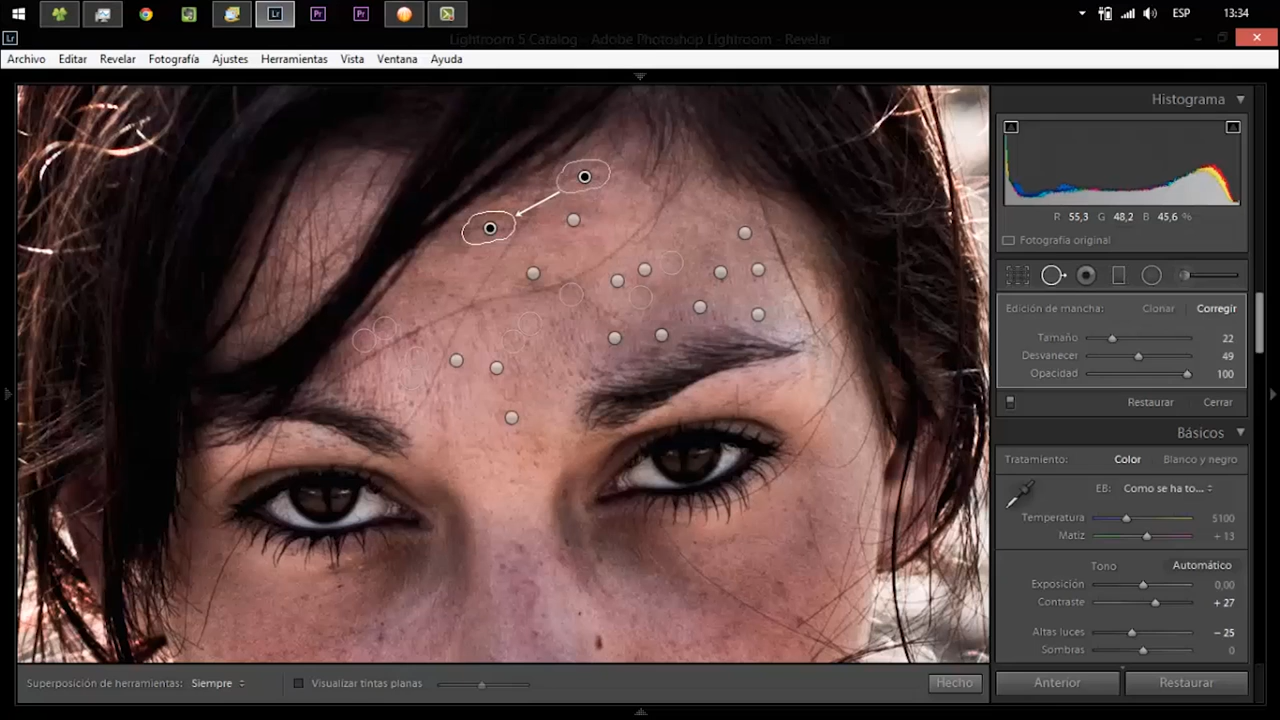 ESP
13:34
Lr
Pr
Pr
Lr
Lightroom 5 Catalog - Adobe Photoshop Lightroom - Revelar
Archivo Editar Revelar Fotografía Ajustes Herramientas Vista Ventana Ayuda
Histograma
R 55,3 G 48,2 B 45,6 %
Fotografía original
Edición de mancha: Clonar Corregir
Tamaño 22
Desvanecer 49
Opacidad 100
Restaurar Cerrar
Básicos
Tratamiento: Color Blanco y negro
EB: Como se ha to...
Temperatura 5100
Matiz + 13
Tono Automático
Exposición 0,00
Contraste + 27
Altas luces − 25
Sombras 0
Superposición de herramientas: Siempre Visualizar tintas planas Hecho
Anterior Restaurar